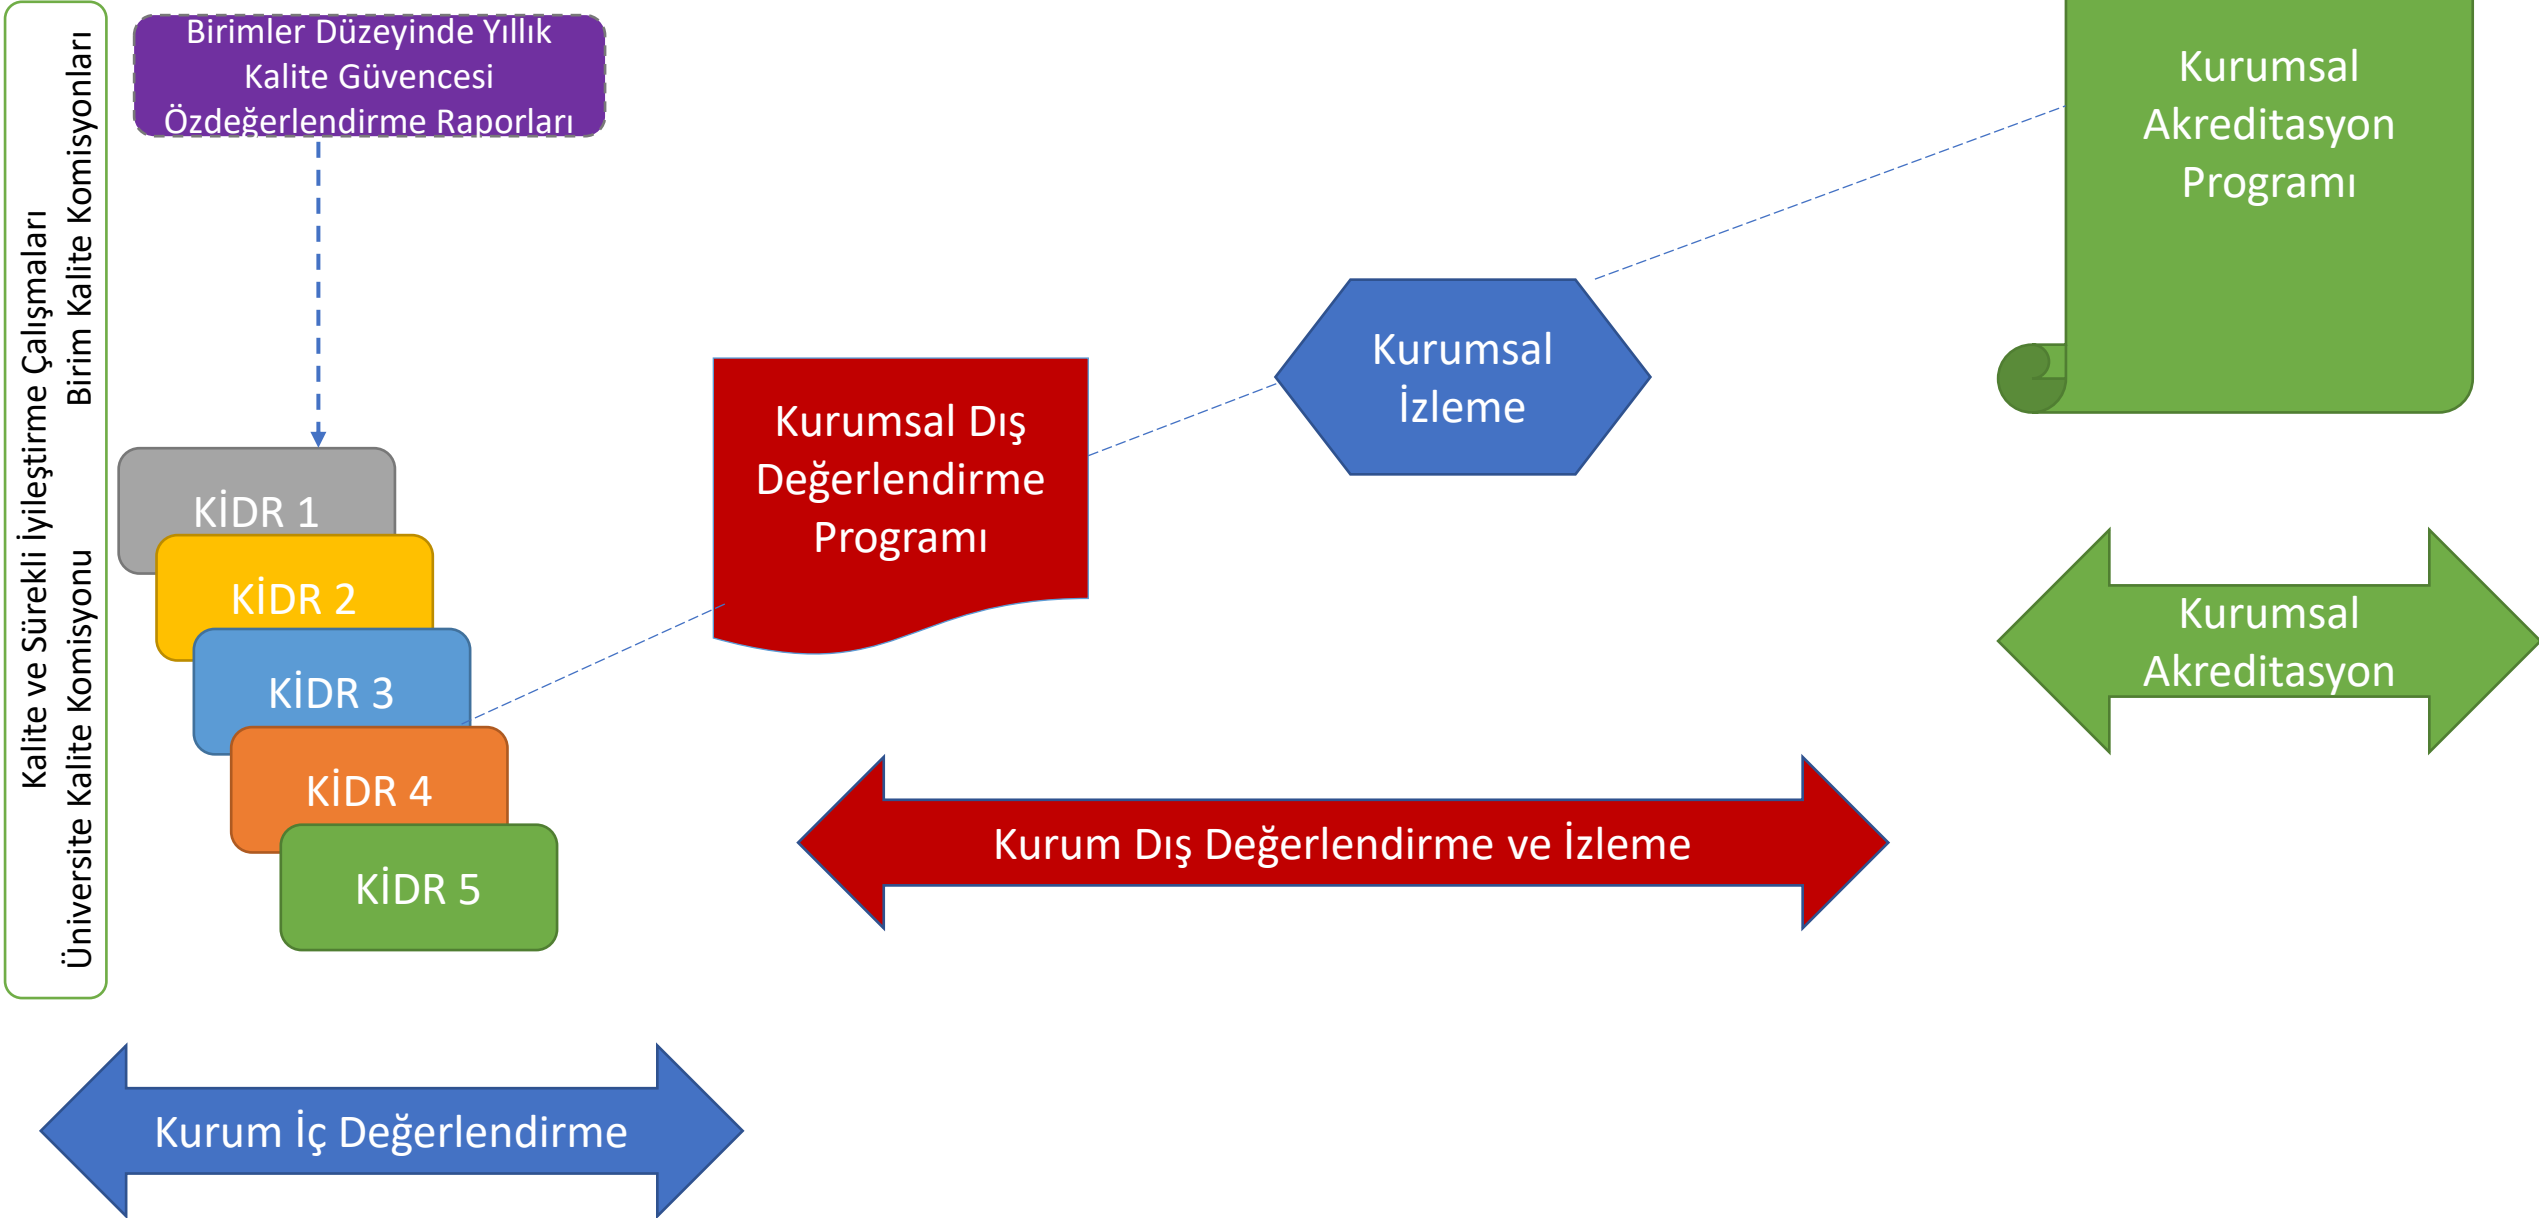 Kalite ve Sürekli İyileştirme Çalışmaları
Üniversite Kalite Komisyonu Birim Kalite Komisyonları
Birimler Düzeyinde Yıllık
Kalite Güvencesi
Özdeğerlendirme Raporları
KİDR 1
KİDR 2
KİDR 3
KİDR 4
KİDR 5
Kurumsal Dış
Değerlendirme
Programı
Kurumsal
İzleme
Kurumsal
Akreditasyon
Programı
Kurumsal
Akreditasyon
Kurum Dış Değerlendirme ve İzleme
Kurum İç Değerlendirme